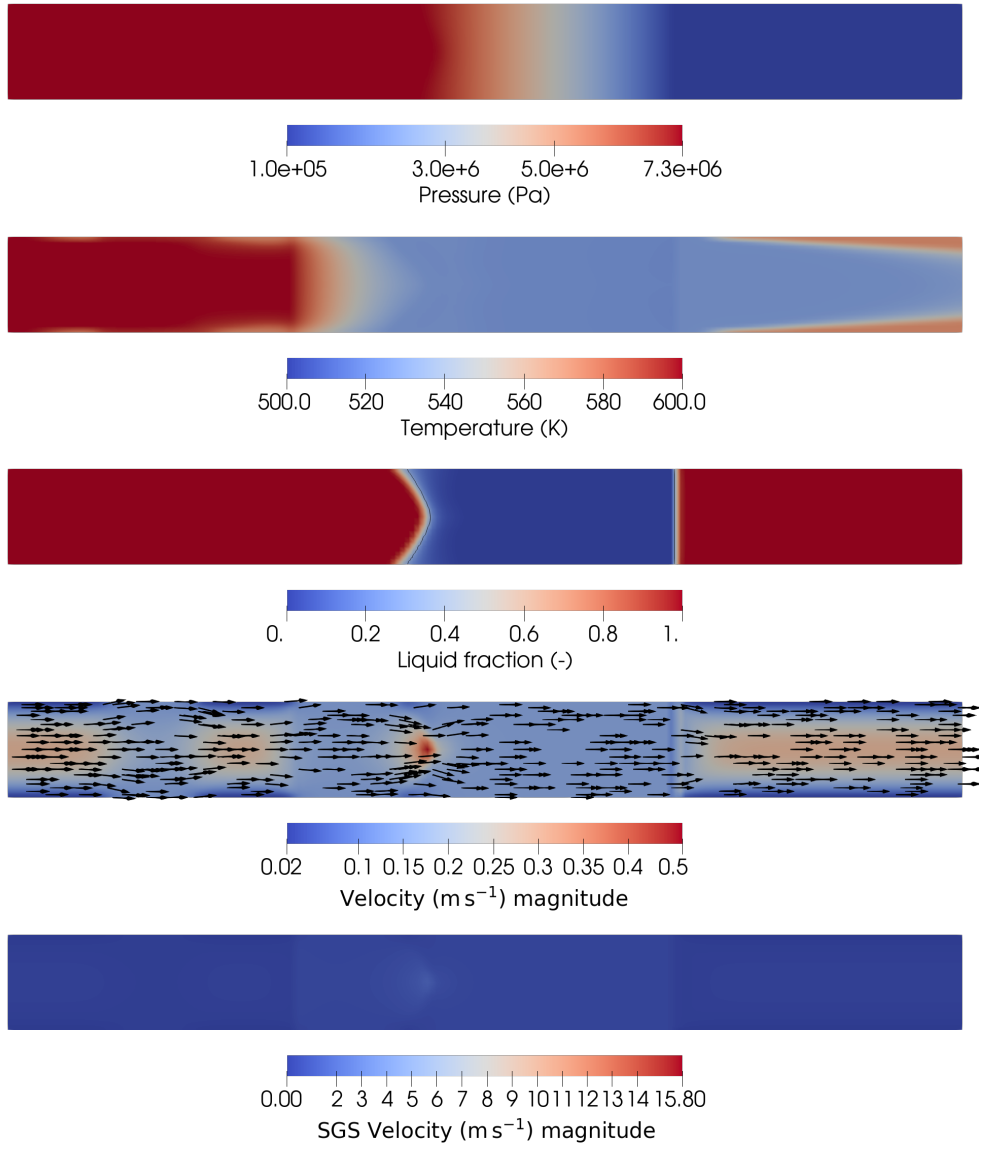 1.0e+05 3.0e+6 5.0e+6 7.3e+06
Pressure (Pa)
500.0 520 540 560 580 600.0
Temperature (K)
0. 0.2 0.4 0.6 0.8 1.
Liquid fraction (-)
0.02 0.1 0.15 0.2 0.25 0.3 0.35 0.4 0.5
Velocity (m s⁻¹) magnitude
0.00 2 3 4 5 6 7 8 9 10 11 12 13 14 15.80
SGS Velocity (m s⁻¹) magnitude